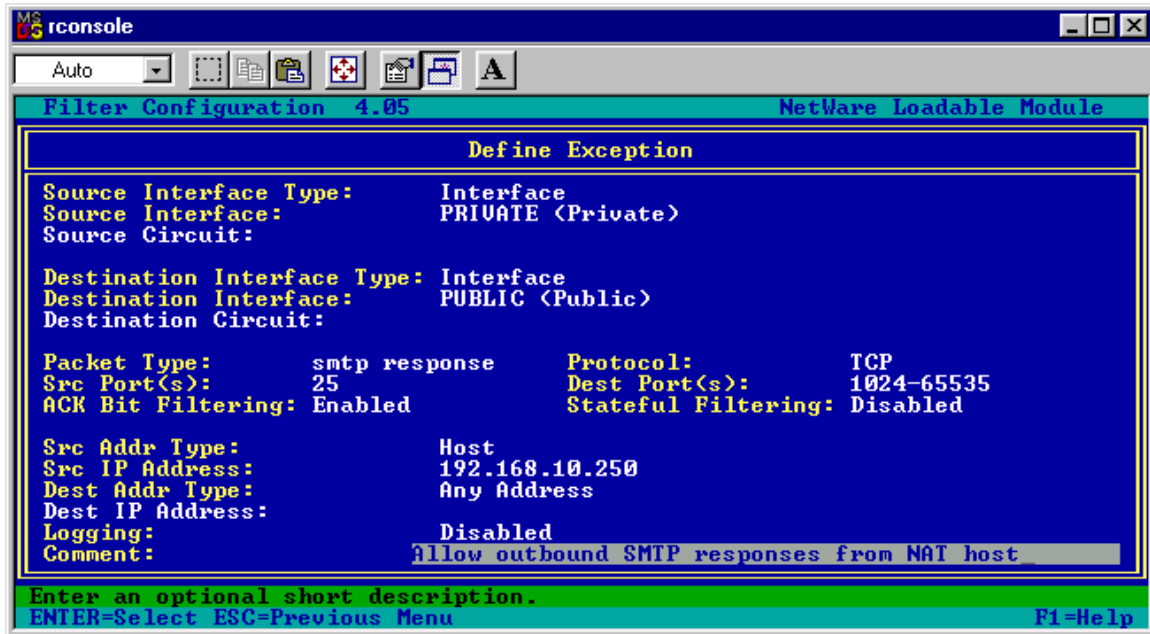 MS DOS rconsole
Auto A
Filter Configuration 4.05 NetWare Loadable Module
Define Exception
Source Interface Type: Interface
Source Interface: PRIVATE (Private)
Source Circuit:
Destination Interface Type: Interface
Destination Interface: PUBLIC (Public)
Destination Circuit:
Packet Type: smtp response Protocol: TCP
Src Port(s): 25 Dest Port(s): 1024-65535
ACK Bit Filtering: Enabled Stateful Filtering: Disabled
Src Addr Type: Host
Src IP Address: 192.168.10.250
Dest Addr Type: Any Address
Dest IP Address:
Logging: Disabled
Comment: Allow outbound SMTP responses from NAT host_
Enter an optional short description.
ENTER=Select ESC=Previous Menu F1=Help